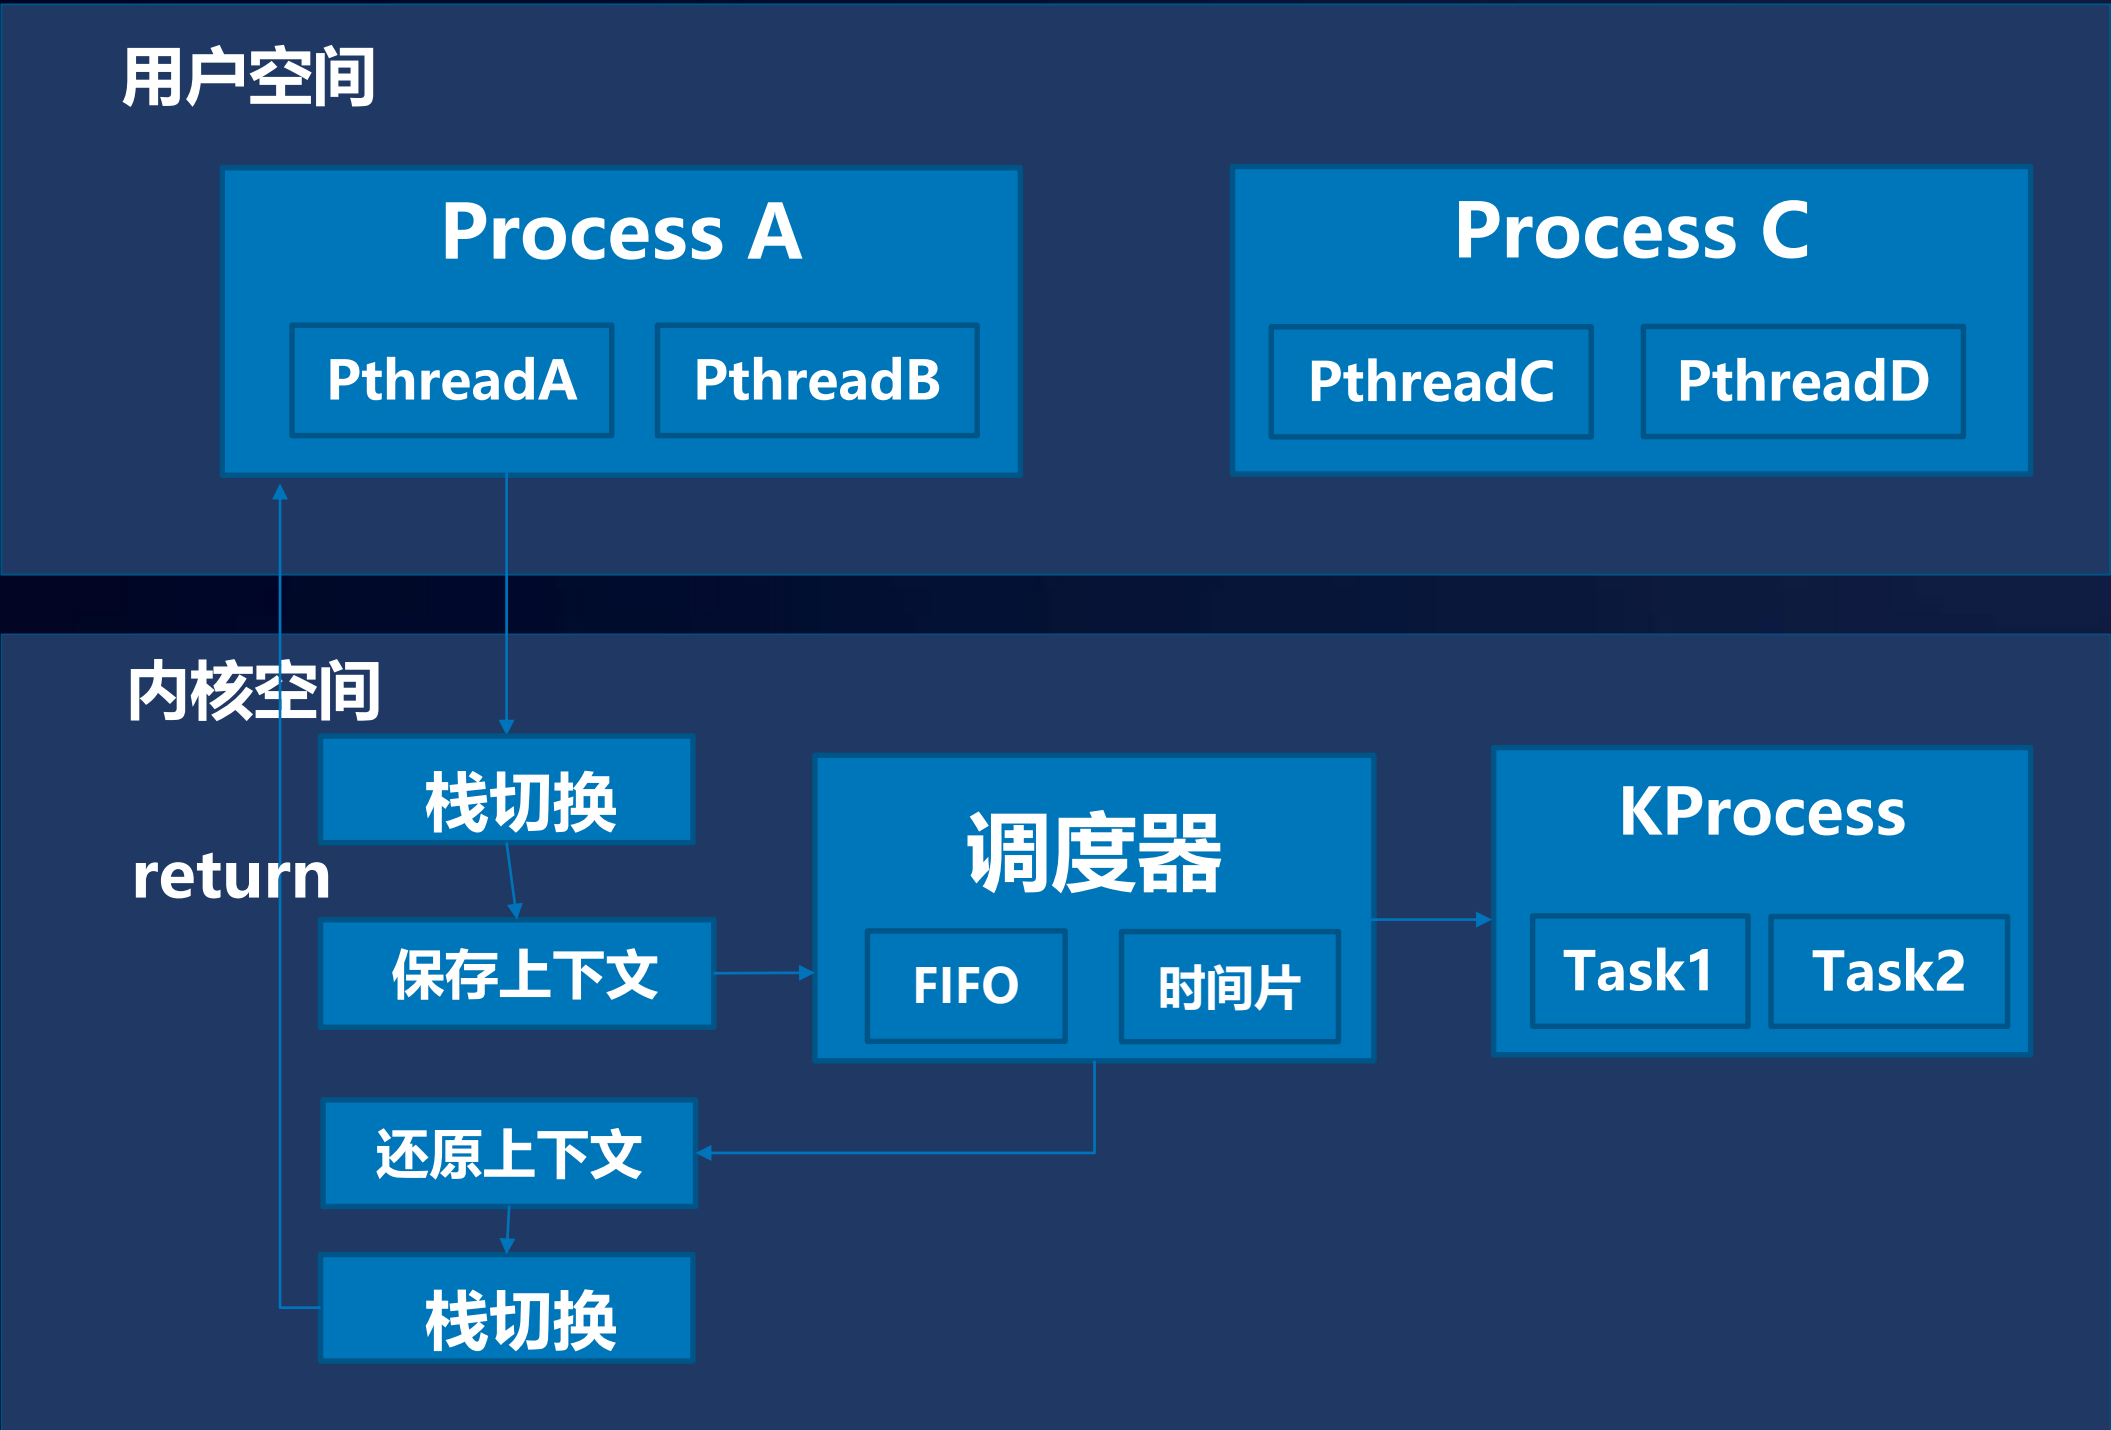 用户空间
Process A
PthreadA
PthreadB
Process C
PthreadC
PthreadD
内核空间
栈切换
return
保存上下文
调度器
FIFO
时间片
KProcess
Task1
Task2
还原上下文
栈切换